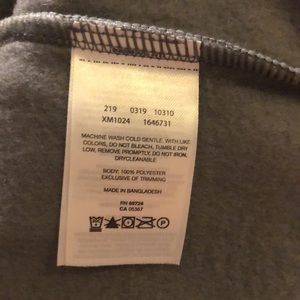 219 0319 10310
XM1024 1646731
MACHINE WASH COLD GENTLE, WITH LIKE
COLORS, DO NOT BLEACH, TUMBLE DRY
LOW, REMOVE PROMPTLY, DO NOT IRON,
DRYCLEANABLE
BODY: 100% POLYESTER
EXCLUSIVE OF TRIMMING
MADE IN BANGLADESH
RN 69724
CA 05367